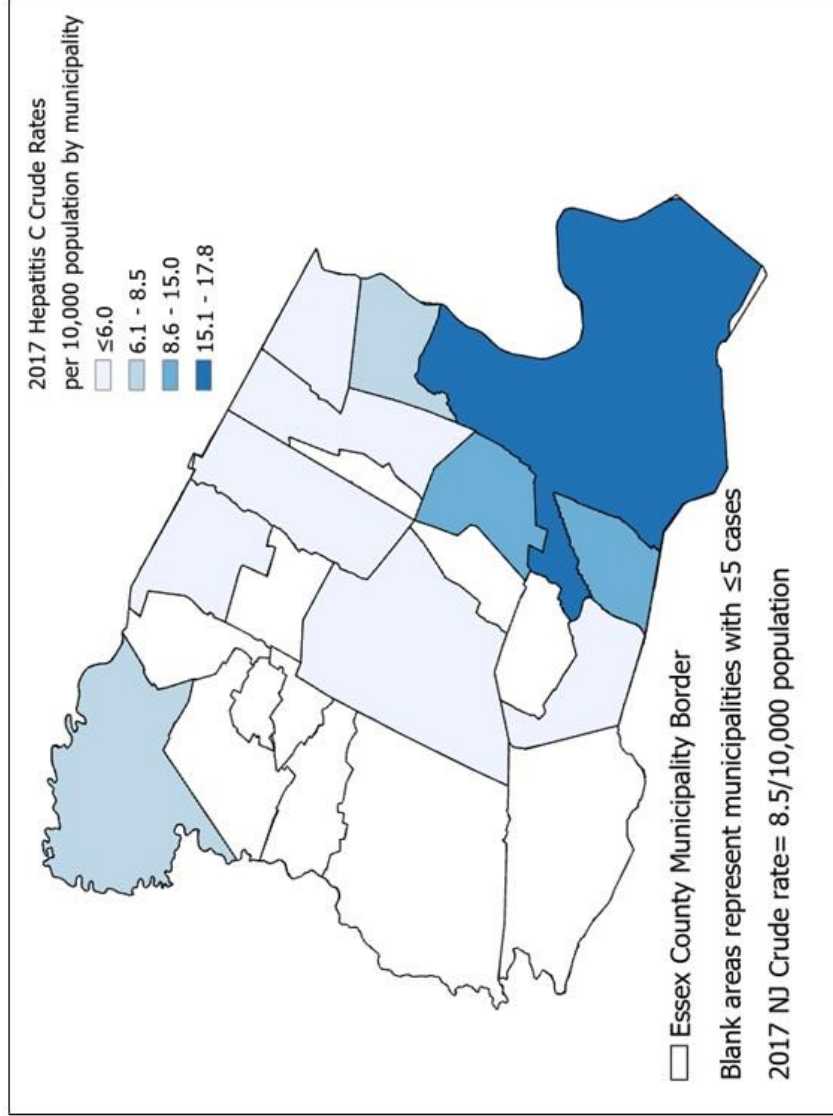 2017 Hepatitis C Crude Rates
per 10,000 population by municipality
≤6.0
6.1 - 8.5
8.6 - 15.0
15.1 - 17.8
Essex County Municipality Border
Blank areas represent municipalities with ≤5 cases
2017 NJ Crude rate= 8.5/10,000 population